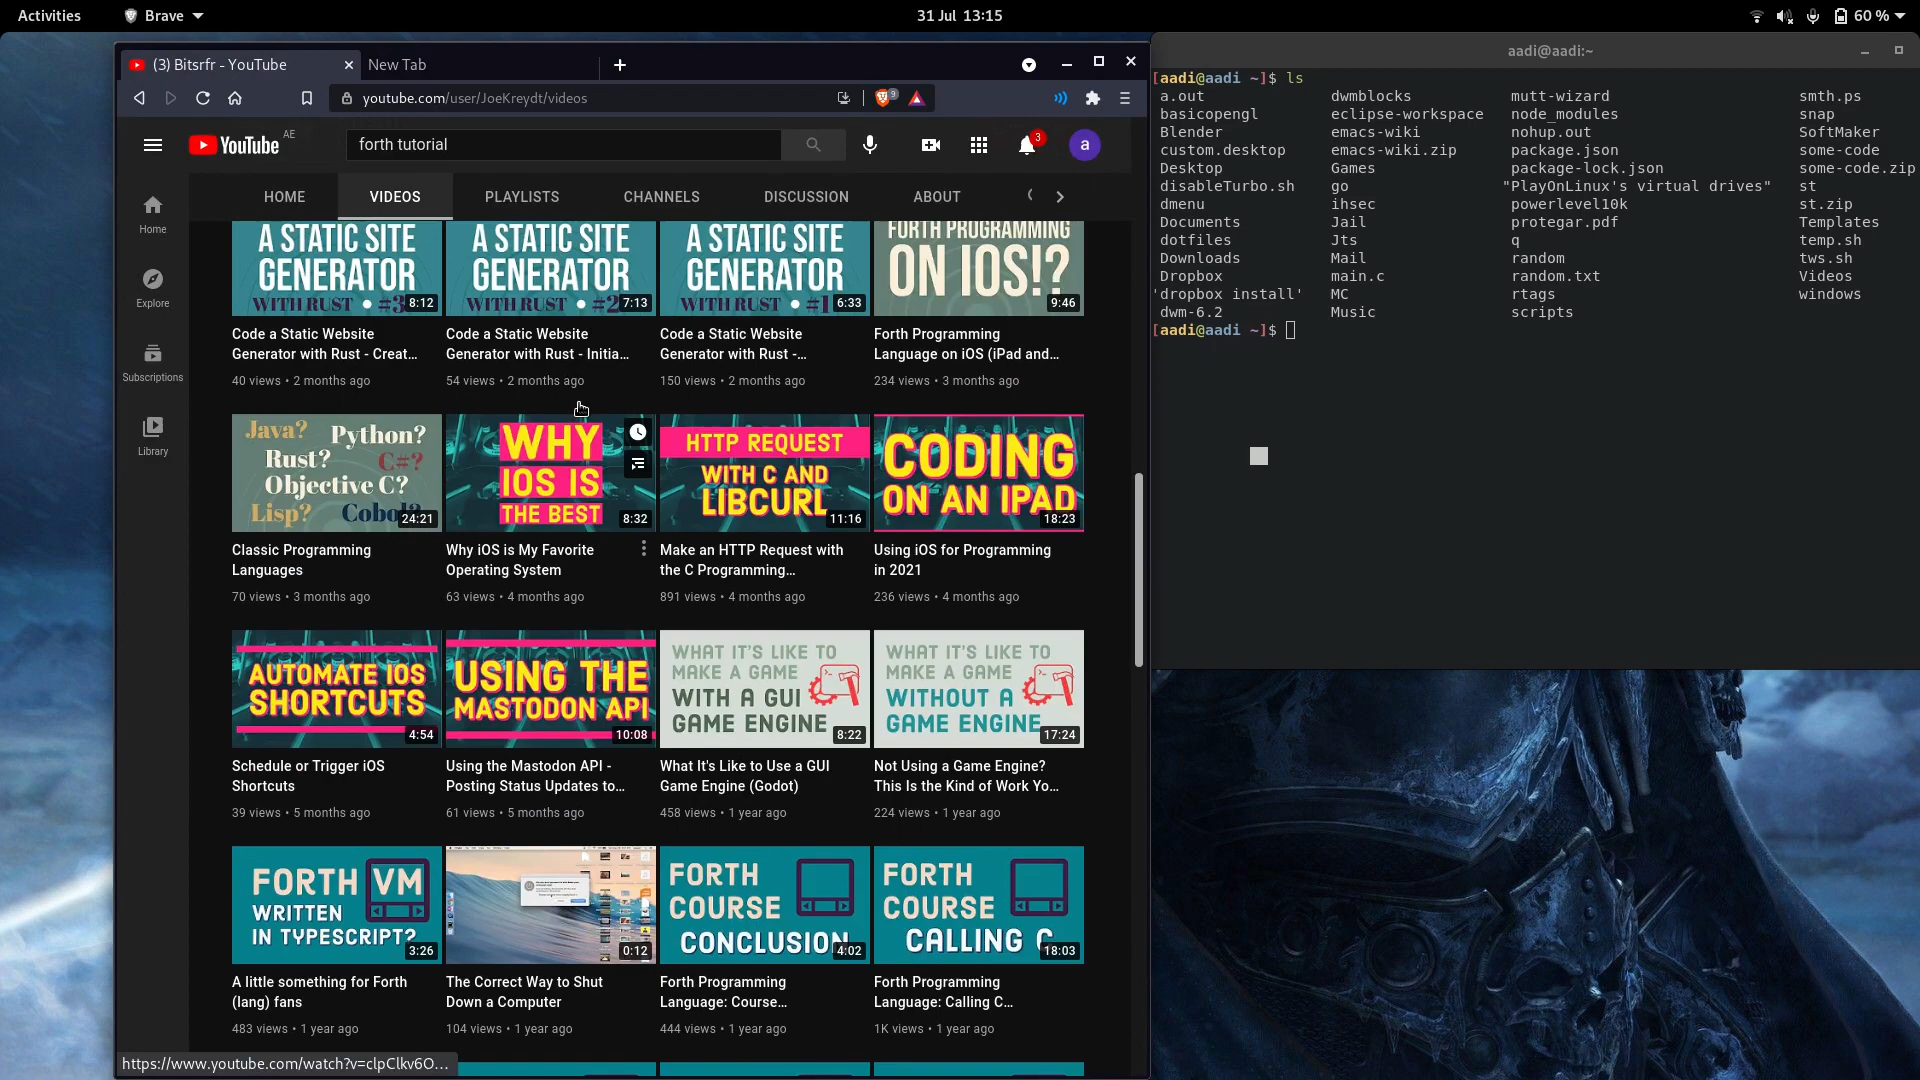 Activities
Brave
31 Jul 13:15
60 %
(3) Bitsrfr - YouTube
New Tab
youtube.com/user/JoeKreydt/videos
9
YouTube
AE
forth tutorial
3
a
HOME VIDEOS PLAYLISTS CHANNELS DISCUSSION ABOUT
Home
Explore
Subscriptions
Library
A STATIC SITE
GENERATOR
WITH RUST #3
8:12
Code a Static Website
Generator with Rust - Creat...
40 views • 2 months ago
A STATIC SITE
GENERATOR
WITH RUST #2
7:13
Code a Static Website
Generator with Rust - Initia...
54 views • 2 months ago
A STATIC SITE
GENERATOR
WITH RUST #1
6:33
Code a Static Website
Generator with Rust -...
150 views • 2 months ago
FORTH PROGRAMMING
ON IOS!?
9:46
Forth Programming
Language on iOS (iPad and...
234 views • 3 months ago
Java? Python?
Rust? C#?
Objective C?
Lisp? Cobol?
24:21
Classic Programming
Languages
70 views • 3 months ago
WHY
IOS IS
THE BEST
8:32
Why iOS is My Favorite
Operating System
63 views • 4 months ago
HTTP REQUEST
WITH C AND
LIBCURL
11:16
Make an HTTP Request with
the C Programming...
891 views • 4 months ago
CODING
ON AN IPAD
18:23
Using iOS for Programming
in 2021
236 views • 4 months ago
AUTOMATE IOS
SHORTCUTS
4:54
Schedule or Trigger iOS
Shortcuts
39 views • 5 months ago
USING THE
MASTODON API
10:08
Using the Mastodon API -
Posting Status Updates to...
61 views • 5 months ago
WHAT IT'S LIKE TO
MAKE A GAME
WITH A GUI
GAME ENGINE
8:22
What It's Like to Use a GUI
Game Engine (Godot)
458 views • 1 year ago
WHAT IT'S LIKE TO
MAKE A GAME
WITHOUT A
GAME ENGINE
17:24
Not Using a Game Engine?
This Is the Kind of Work Yo...
224 views • 1 year ago
FORTH VM
WRITTEN
IN TYPESCRIPT?
3:26
A little something for Forth
(lang) fans
483 views • 1 year ago
0:12
The Correct Way to Shut
Down a Computer
104 views • 1 year ago
FORTH
COURSE
CONCLUSION
4:02
Forth Programming
Language: Course...
444 views • 1 year ago
FORTH
COURSE
CALLING C
18:03
Forth Programming
Language: Calling C...
1K views • 1 year ago
https://www.youtube.com/watch?v=clpClkv6O...
aadi@aadi:~
[aadi@aadi ~]$ ls
a.out dwmblocks mutt-wizard smth.ps
basicopengl eclipse-workspace node_modules snap
Blender emacs-wiki nohup.out SoftMaker
custom.desktop emacs-wiki.zip package.json some-code
Desktop Games package-lock.json some-code.zip
disableTurbo.sh go "PlayOnLinux's virtual drives" st
dmenu ihsec powerlevel10k st.zip
Documents Jail protegar.pdf Templates
dotfiles Jts q temp.sh
Downloads Mail random tws.sh
Dropbox main.c random.txt Videos
'dropbox install' MC rtags windows
dwm-6.2 Music scripts
[aadi@aadi ~]$